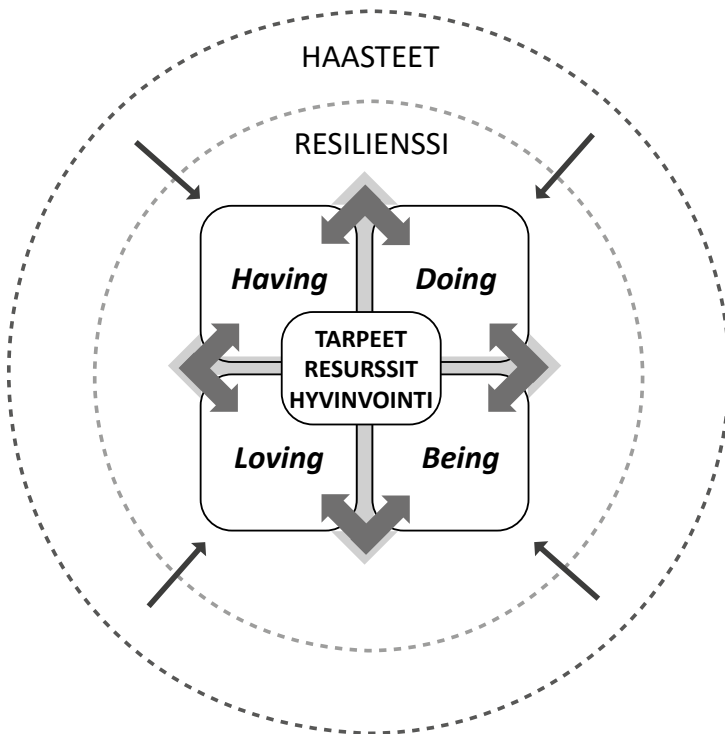 HAASTEET
RESILIENSSI
Having
Doing
TARPEET
RESURSSIT
HYVINVOINTI
Loving
Being